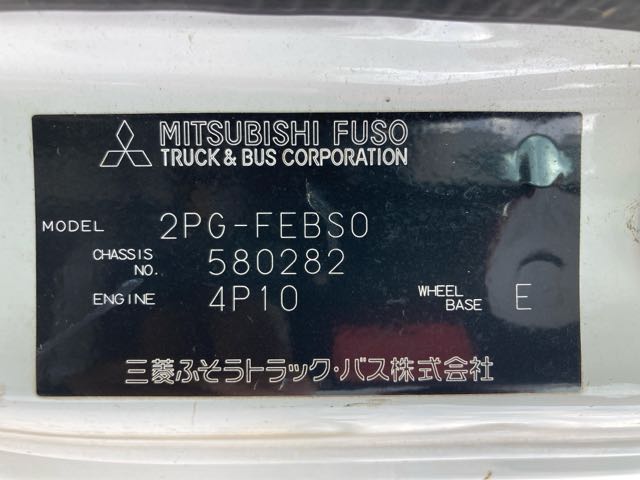 MITSUBISHI FUSO
TRUCK & BUS CORPORATION
MODEL 2PG-FEBS0
CHASSIS NO. 580282
ENGINE 4P10 WHEEL BASE E
三菱ふそうトラック・バス株式会社